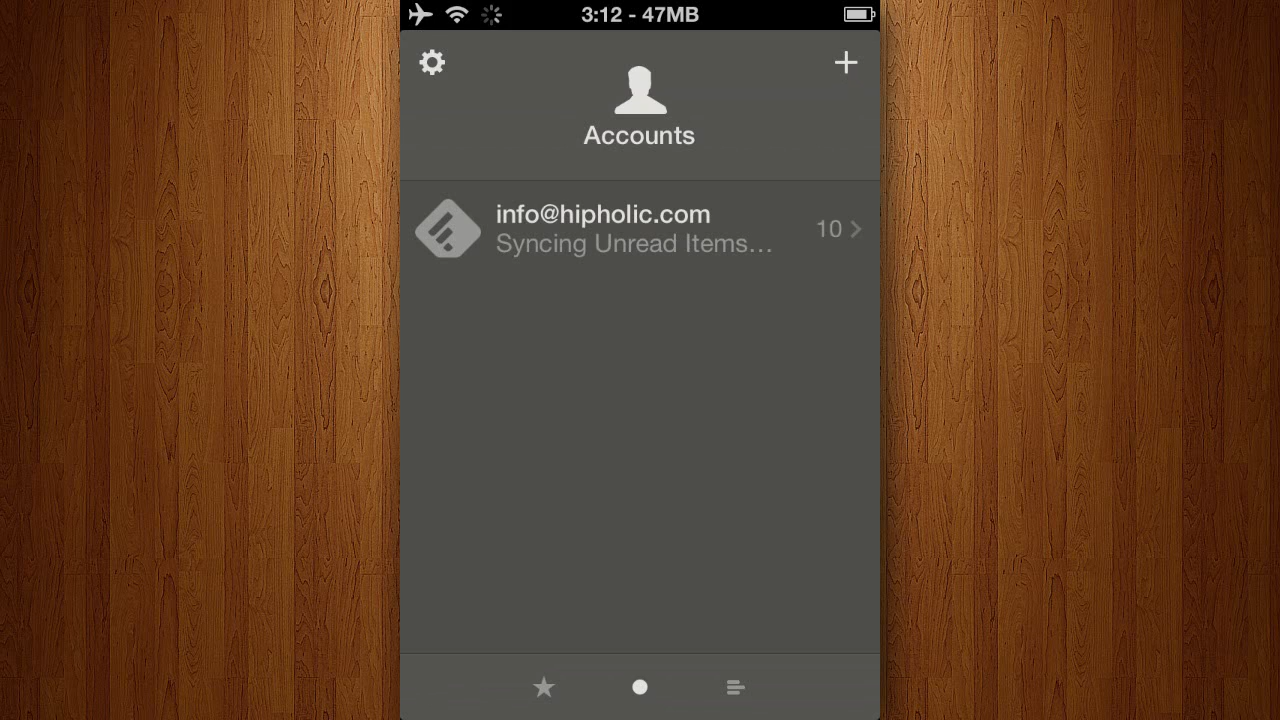 3:12 - 47MB
Accounts
info@hipholic.com
Syncing Unread Items…
10